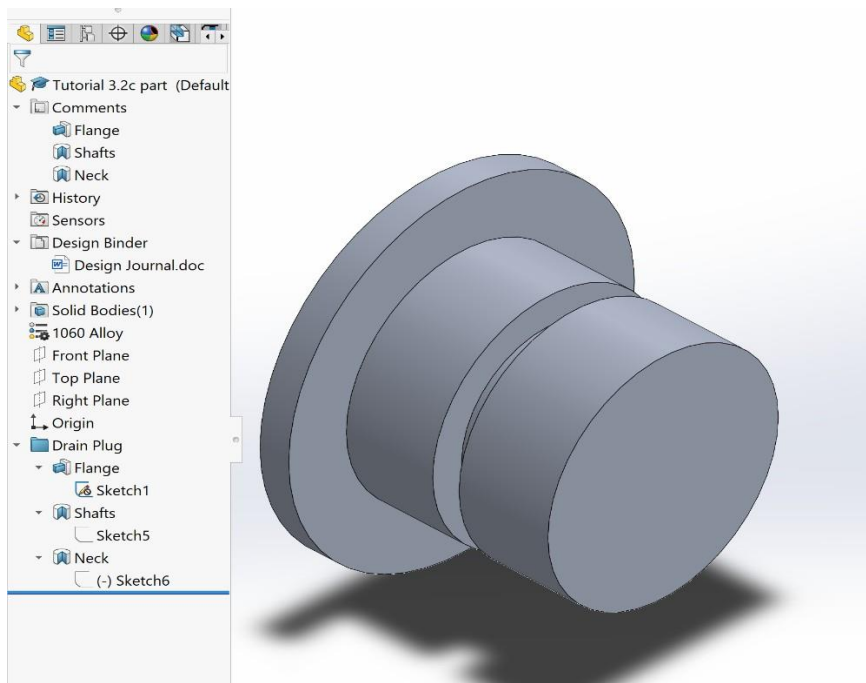 Tutorial 3.2c part (Default
Comments
Flange
Shafts
Neck
History
Sensors
Design Binder
Design Journal.doc
Annotations
Solid Bodies(1)
1060 Alloy
Front Plane
Top Plane
Right Plane
Origin
Drain Plug
Flange
Sketch1
Shafts
Sketch5
Neck
(-) Sketch6